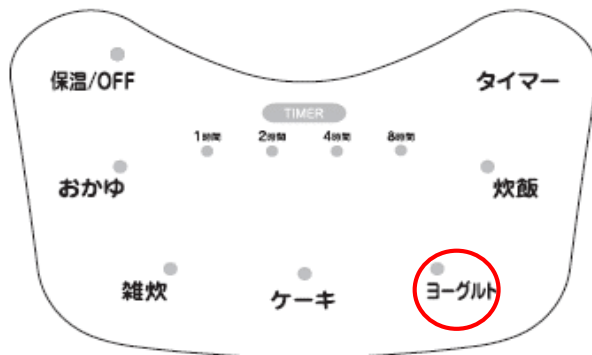 保温/OFF
タイマー
TIMER
1時間 2時間 4時間 8時間
おかゆ
炊飯
雑炊
ケーキ
ヨーグルト